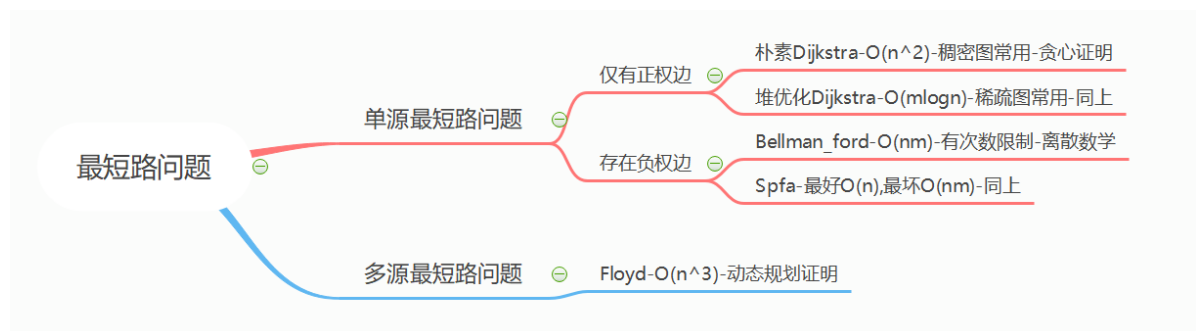 最短路问题
单源最短路问题
仅有正权边
朴素Dijkstra-O(n^2)-稠密图常用-贪心证明
堆优化Dijkstra-O(mlogn)-稀疏图常用-同上
存在负权边
Bellman_ford-O(nm)-有次数限制-离散数学
Spfa-最好O(n),最坏O(nm)-同上
多源最短路问题
Floyd-O(n^3)-动态规划证明